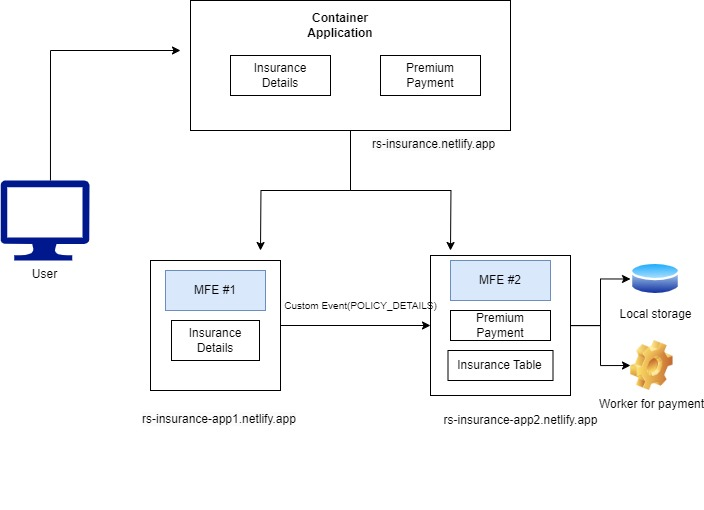 Container
Application
Insurance
Details
Premium
Payment
rs-insurance.netlify.app
User
MFE #1
Insurance
Details
rs-insurance-app1.netlify.app
Custom Event(POLICY_DETAILS)
MFE #2
Premium
Payment
Insurance Table
rs-insurance-app2.netlify.app
Local storage
Worker for payment